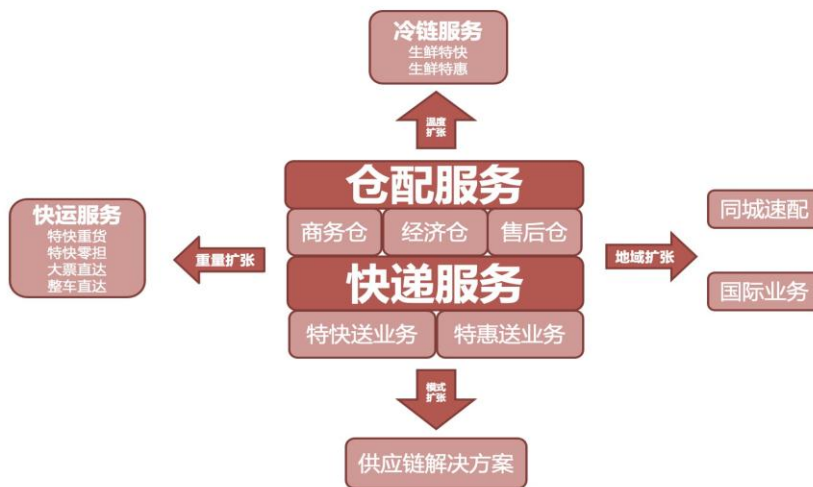 冷链服务
生鲜特快
生鲜特惠
温度
扩张
仓配服务
商务仓
经济仓
售后仓
快递服务
特快送业务
特惠送业务
快运服务
特快重货
特快零担
大票直达
整车直达
重量扩张
地域扩张
同城速配
国际业务
模式
扩张
供应链解决方案